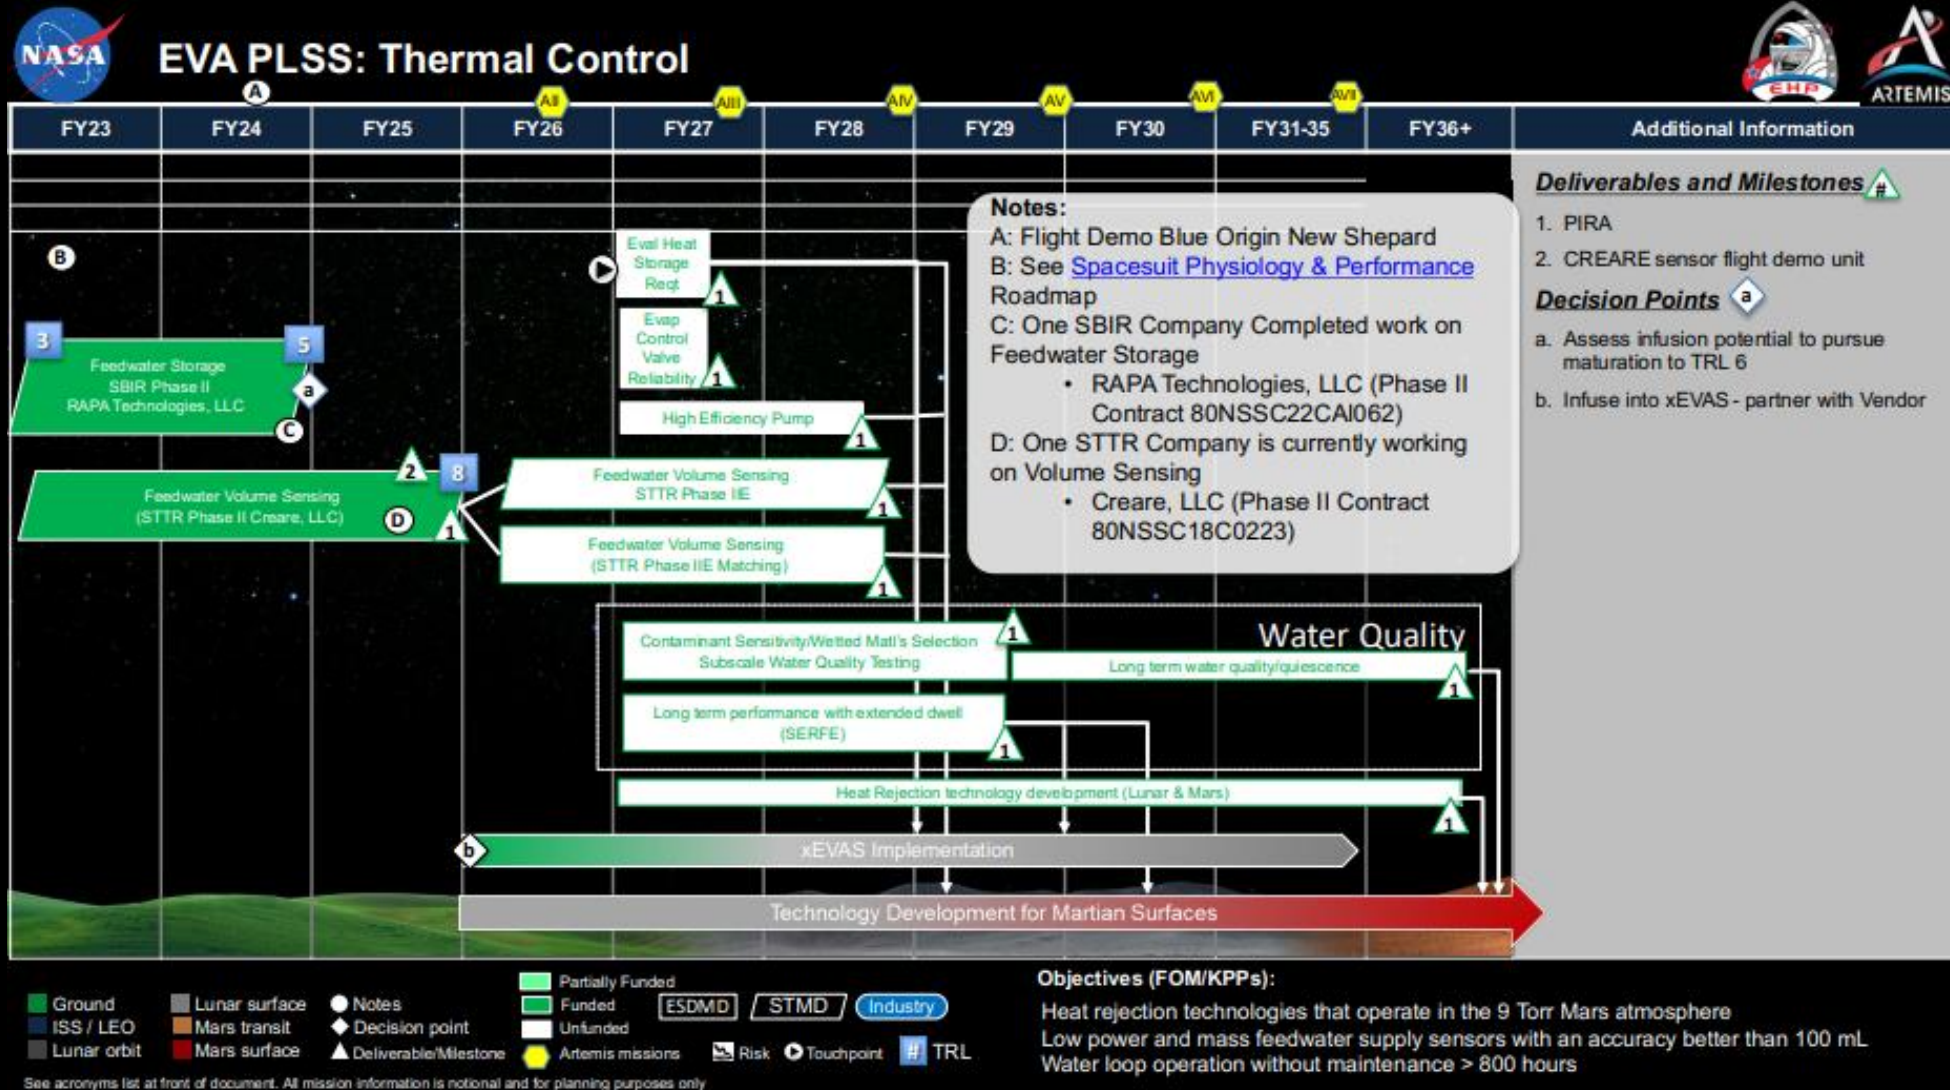 NASA
EVA PLSS: Thermal Control
EHP
ARTEMIS
A
AII
AIII
AIV
AV
AVI
AVII
FY23
FY24
FY25
FY26
FY27
FY28
FY29
FY30
FY31-35
FY36+
Additional Information
B
Eval Heat
Storage
Reqt
1
Evap
Control
Valve
Reliability
1
3
5
Feedwater Storage
SBIR Phase II
RAPA Technologies, LLC
a
C
High Efficiency Pump
1
2
8
Feedwater Volume Sensing
(STTR Phase II Creare, LLC)
D
1
Feedwater Volume Sensing
STTR Phase IIE
1
Feedwater Volume Sensing
(STTR Phase IIE Matching)
1
Notes:
A: Flight Demo Blue Origin New Shepard
B: See Spacesuit Physiology & Performance
Roadmap
C: One SBIR Company Completed work on
Feedwater Storage
• RAPA Technologies, LLC (Phase II
Contract 80NSSC22CAI062)
D: One STTR Company is currently working
on Volume Sensing
• Creare, LLC (Phase II Contract
80NSSC18C0223)
Water Quality
Contaminant Sensitivity/Wetted Matl's Selection
Subscale Water Quality Testing
1
Long term water quality/quiescence
1
Long term performance with extended dwell
(SERFE)
1
Heat Rejection technology development (Lunar & Mars)
1
b
xEVAS Implementation
Technology Development for Martian Surfaces
Deliverables and Milestones #
1. PIRA
2. CREARE sensor flight demo unit
Decision Points a
a. Assess infusion potential to pursue
maturation to TRL 6
b. Infuse into xEVAS - partner with Vendor
Ground
ISS / LEO
Lunar orbit
Lunar surface
Mars transit
Mars surface
Notes
Decision point
Deliverable/Milestone
Partially Funded
Funded
Unfunded
Artemis missions
ESDMD
STMD
Industry
Risk
Touchpoint
# TRL
Objectives (FOM/KPPs):
Heat rejection technologies that operate in the 9 Torr Mars atmosphere
Low power and mass feedwater supply sensors with an accuracy better than 100 mL
Water loop operation without maintenance > 800 hours
See acronyms list at front of document. All mission information is notional and for planning purposes only